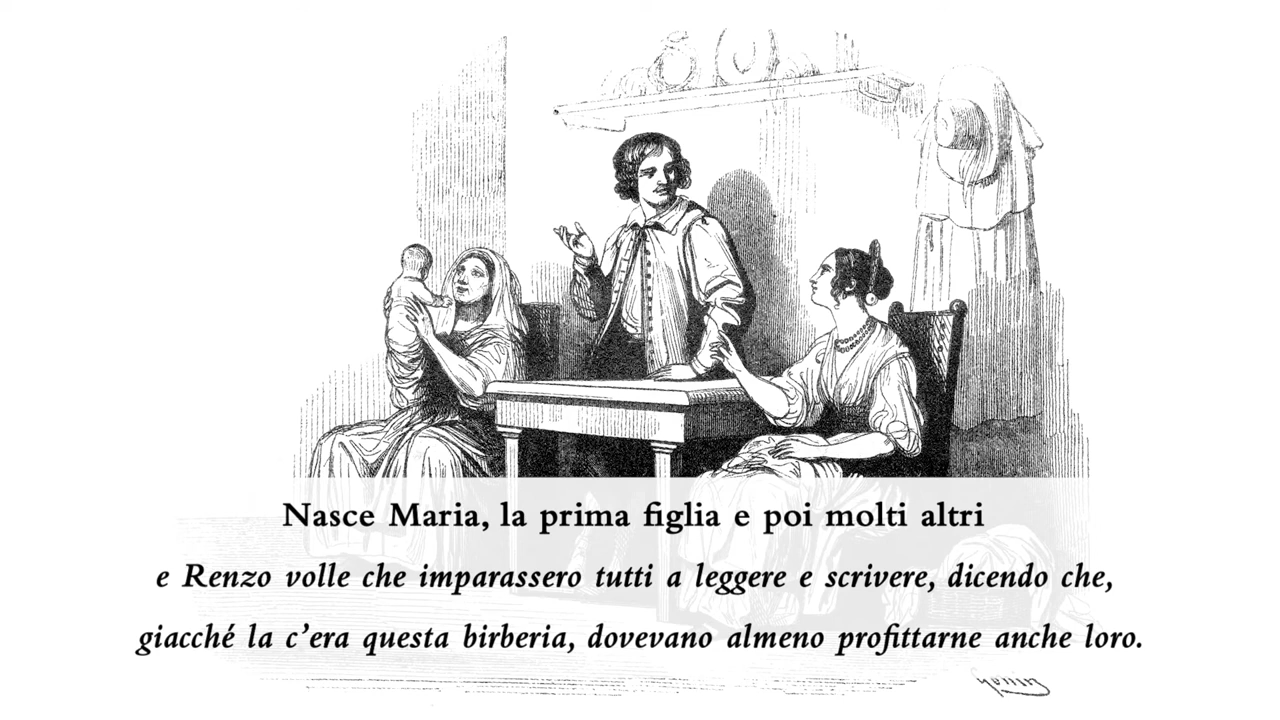 Nasce Maria, la prima figlia e poi molti altri
e Renzo volle che imparassero tutti a leggere e scrivere, dicendo che,
giacché la c'era questa birberia, dovevano almeno profittarne anche loro.
Gonin